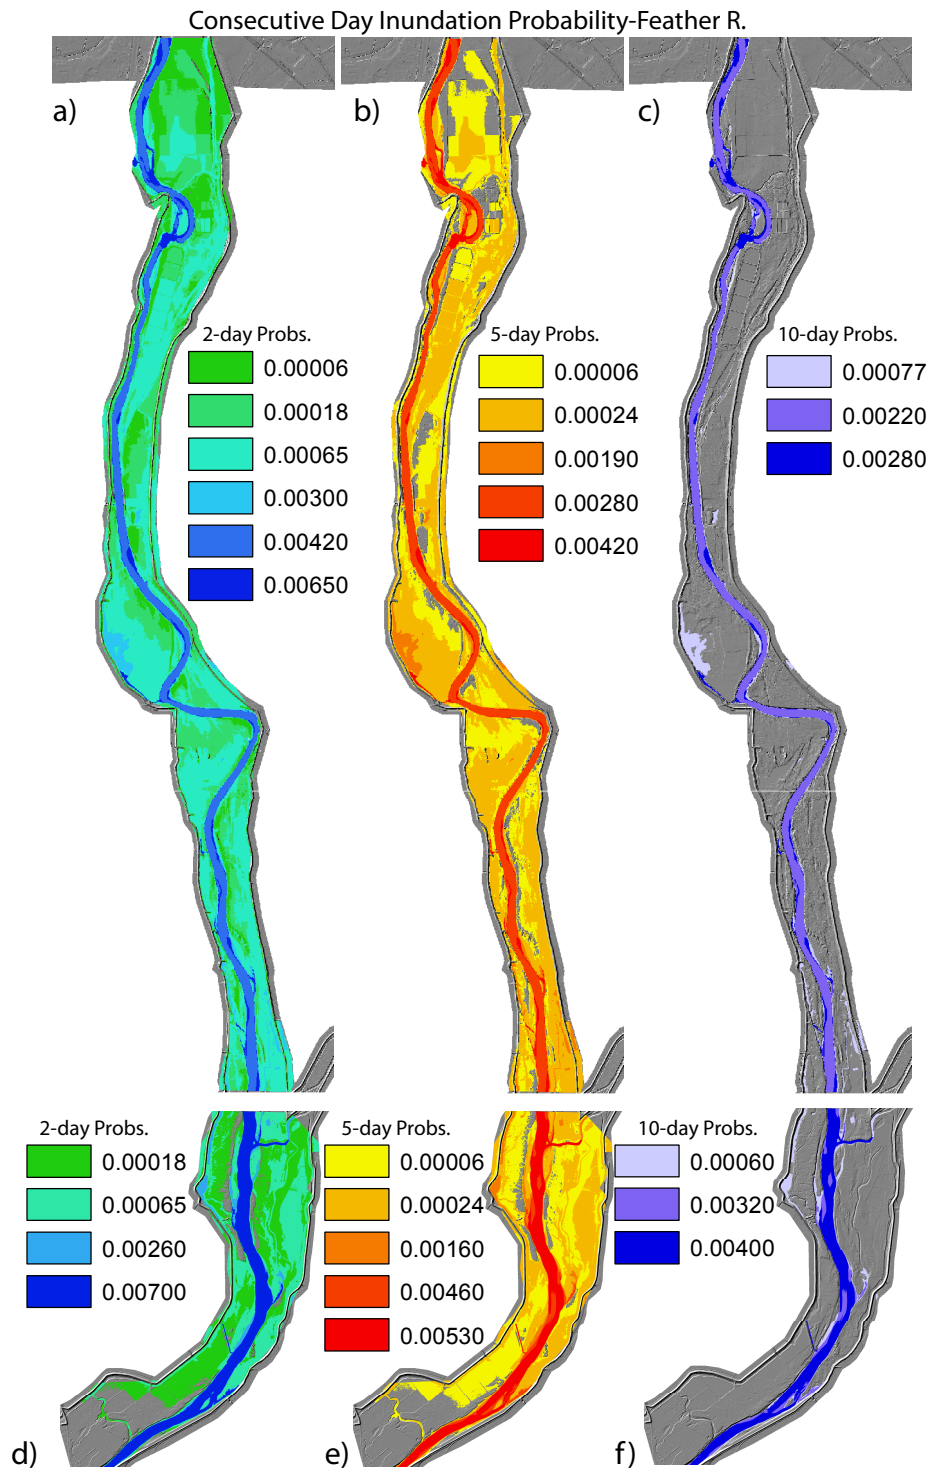 Consecutive Day Inundation Probability-Feather R.
a)
b)
c)
2-day Probs.
0.00006
0.00018
0.00065
0.00300
0.00420
0.00650
5-day Probs.
0.00006
0.00024
0.00190
0.00280
0.00420
10-day Probs.
0.00077
0.00220
0.00280
2-day Probs.
0.00018
0.00065
0.00260
0.00700
5-day Probs.
0.00006
0.00024
0.00160
0.00460
0.00530
10-day Probs.
0.00060
0.00320
0.00400
d)
e)
f)